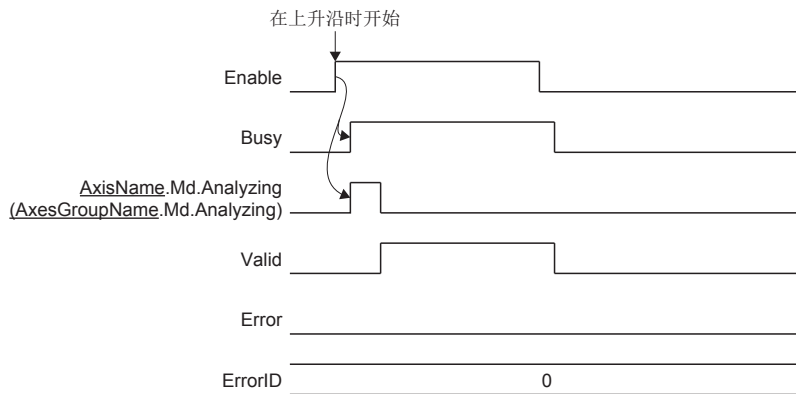 在上升沿时开始
Enable
Busy
AxisName.Md.Analyzing
(AxesGroupName.Md.Analyzing)
Valid
Error
ErrorID
0